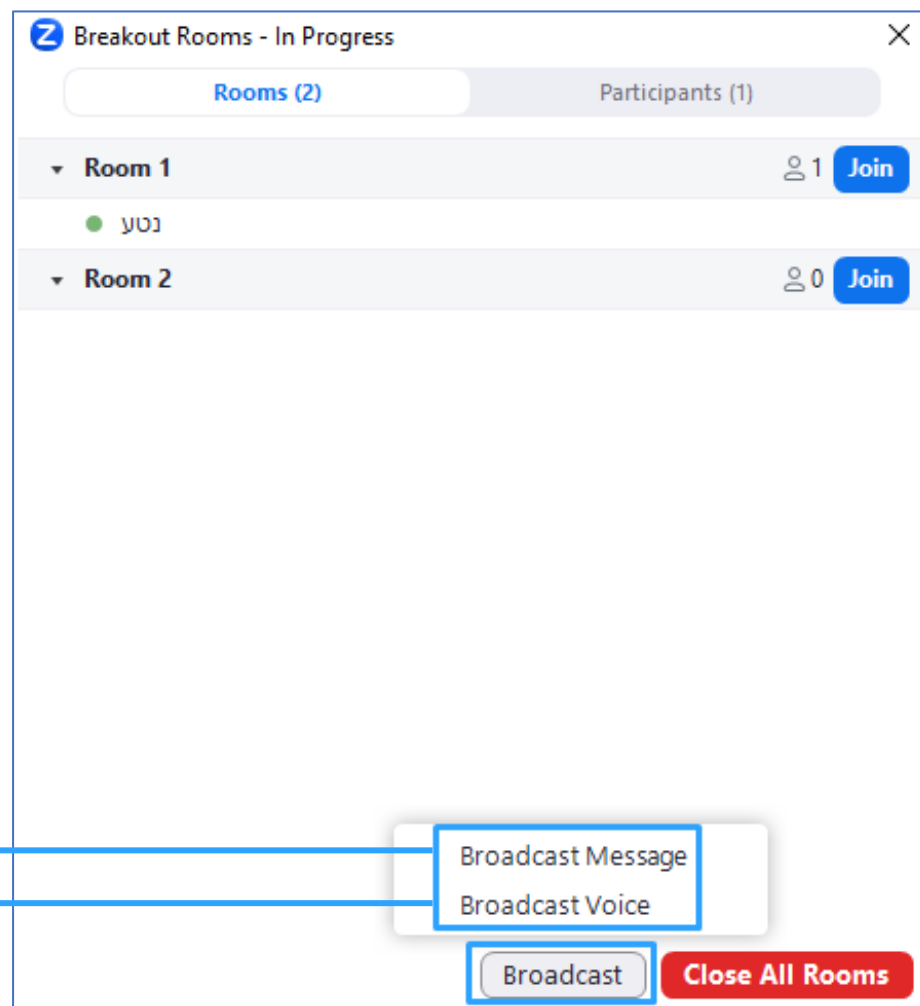 Breakout Rooms - In Progress
Rooms (2) Participants (1)
Room 1 1 Join
נטע
Room 2 0 Join
Broadcast Message
Broadcast Voice
Broadcast Close All Rooms